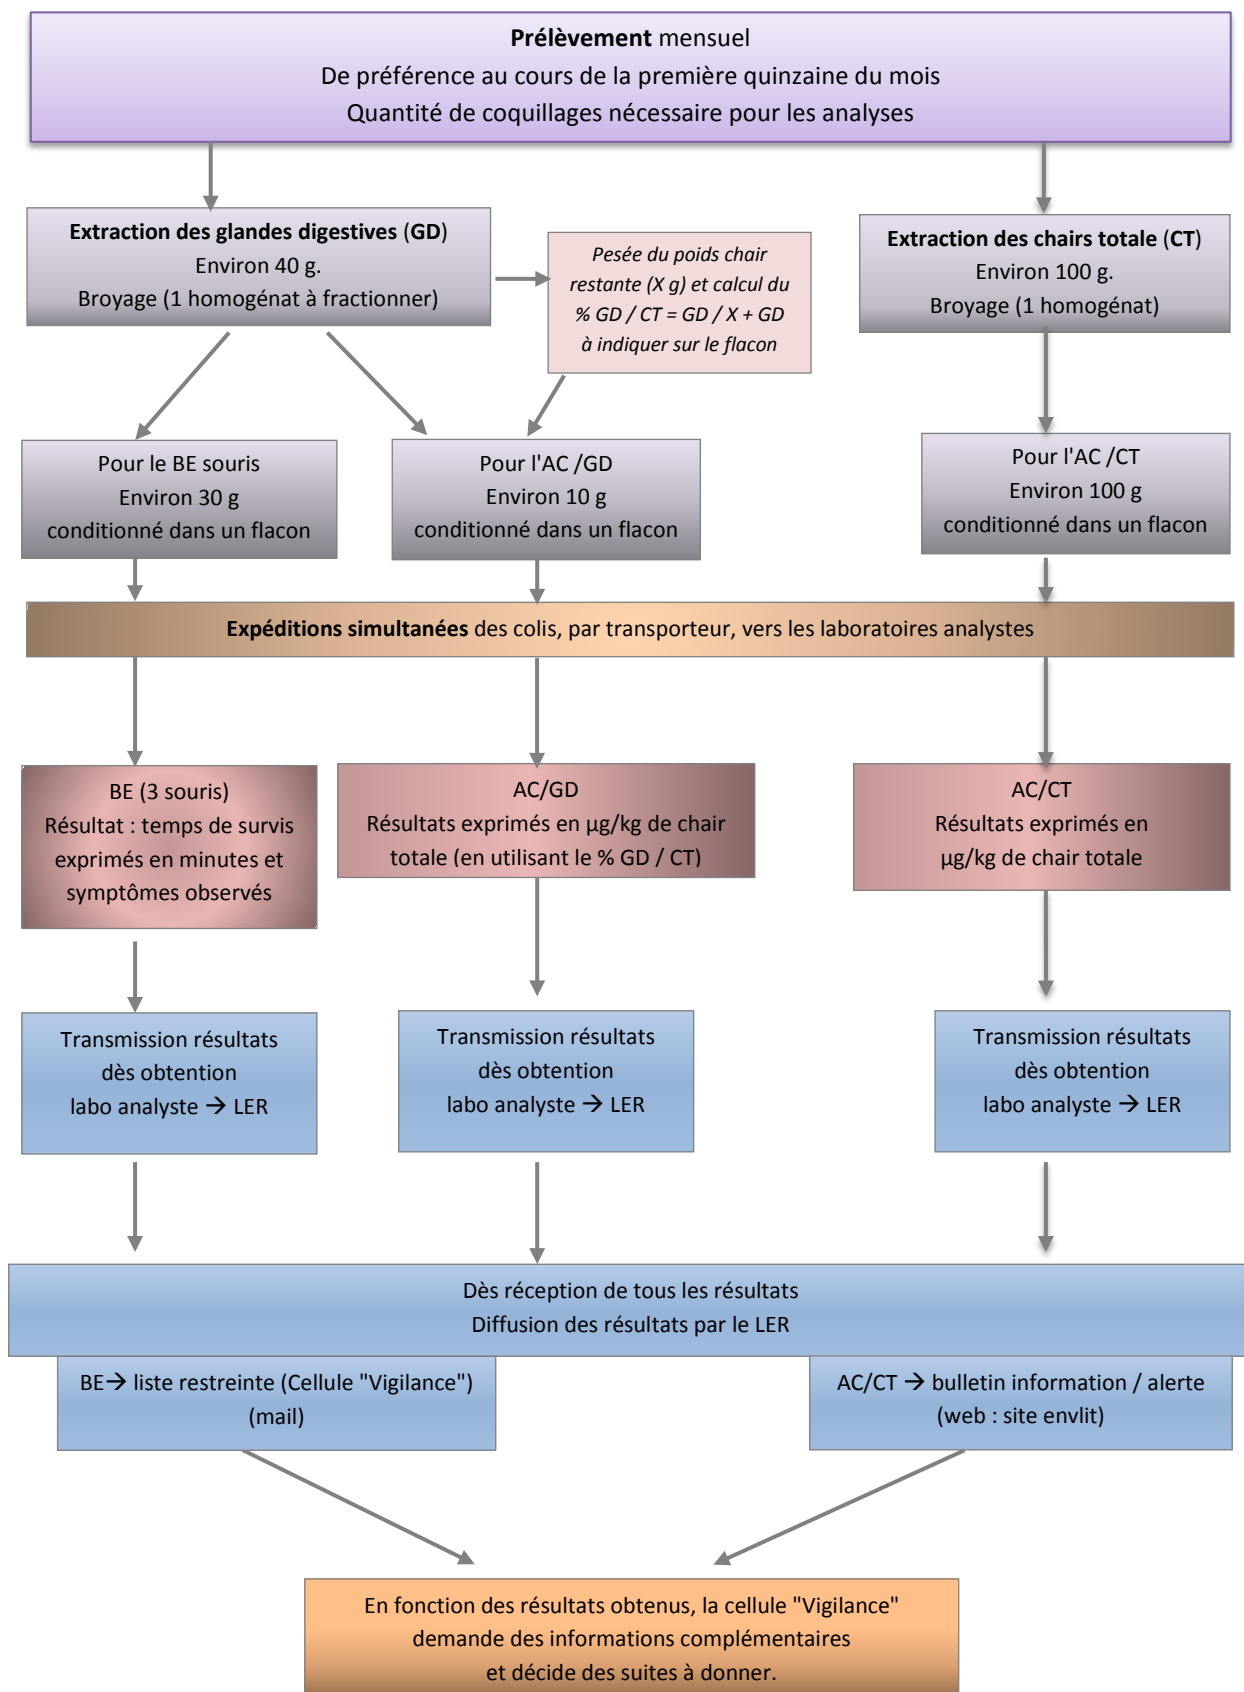 Prélèvement mensuel
De préférence au cours de la première quinzaine du mois
Quantité de coquillages nécessaire pour les analyses
Extraction des glandes digestives (GD)
Environ 40 g.
Broyage (1 homogénat à fractionner)
Pesée du poids chair
restante (X g) et calcul du
% GD / CT = GD / X + GD
à indiquer sur le flacon
Extraction des chairs totale (CT)
Environ 100 g.
Broyage (1 homogénat)
Pour le BE souris
Environ 30 g
conditionné dans un flacon
Pour l'AC /GD
Environ 10 g
conditionné dans un flacon
Pour l'AC /CT
Environ 100 g
conditionné dans un flacon
Expéditions simultanées des colis, par transporteur, vers les laboratoires analystes
BE (3 souris)
Résultat : temps de survis
exprimés en minutes et
symptômes observés
AC/GD
Résultats exprimés en µg/kg de chair
totale (en utilisant le % GD / CT)
AC/CT
Résultats exprimés en
µg/kg de chair totale
Transmission résultats
dès obtention
labo analyste → LER
Transmission résultats
dès obtention
labo analyste → LER
Transmission résultats
dès obtention
labo analyste → LER
Dès réception de tous les résultats
Diffusion des résultats par le LER
BE→ liste restreinte (Cellule "Vigilance")
(mail)
AC/CT → bulletin information / alerte
(web : site envlit)
En fonction des résultats obtenus, la cellule "Vigilance"
demande des informations complémentaires
et décide des suites à donner.